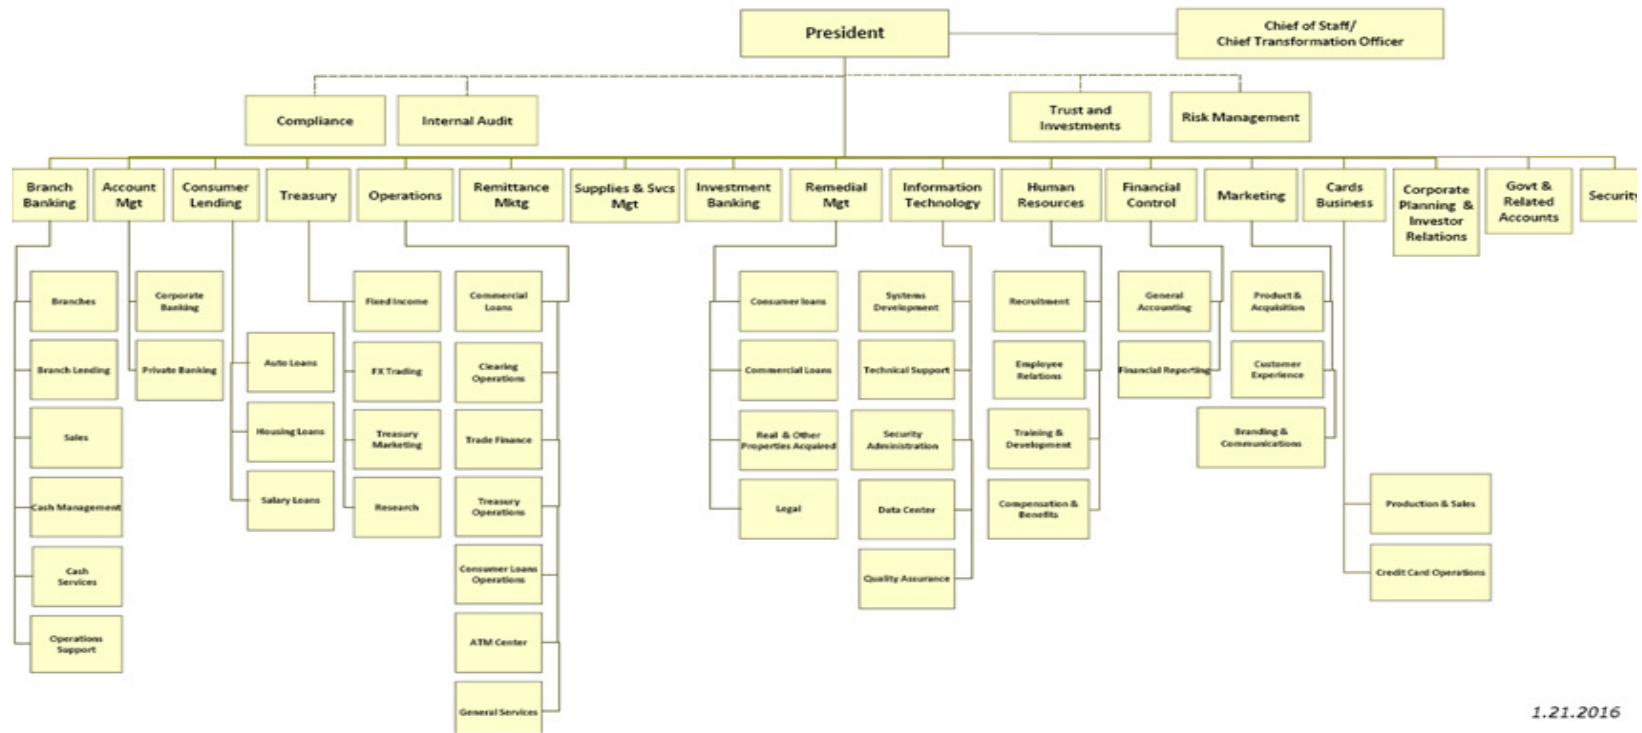 President
Chief of Staff/
Chief Transformation Officer
Compliance
Internal Audit
Trust and
Investments
Risk Management
Branch
Banking
Account
Mgt
Consumer
Lending
Treasury
Operations
Remittance
Mktg
Supplies & Svcs
Mgt
Investment
Banking
Remedial
Mgt
Information
Technology
Human
Resources
Financial
Control
Marketing
Cards
Business
Corporate
Planning &
Investor
Relations
Govt &
Related
Accounts
Security
Branches
Branch Lending
Sales
Cash Management
Cash
Services
Operations
Support
Corporate
Banking
Private Banking
Auto Loans
Housing Loans
Salary Loans
Fixed Income
FX Trading
Treasury
Marketing
Research
Commercial
Loans
Clearing
Operations
Trade Finance
Treasury
Operations
Consumer Loans
Operations
ATM Center
General Services
Consumer loans
Commercial Loans
Real & Other
Properties Acquired
Legal
Systems
Development
Technical Support
Security
Administration
Data Center
Quality Assurance
Recruitment
Employee
Relations
Training &
Development
Compensation &
Benefits
General
Accounting
Financial Reporting
Product &
Acquisition
Customer
Experience
Branding &
Communications
Production & Sales
Credit Card Operations
1.21.2016